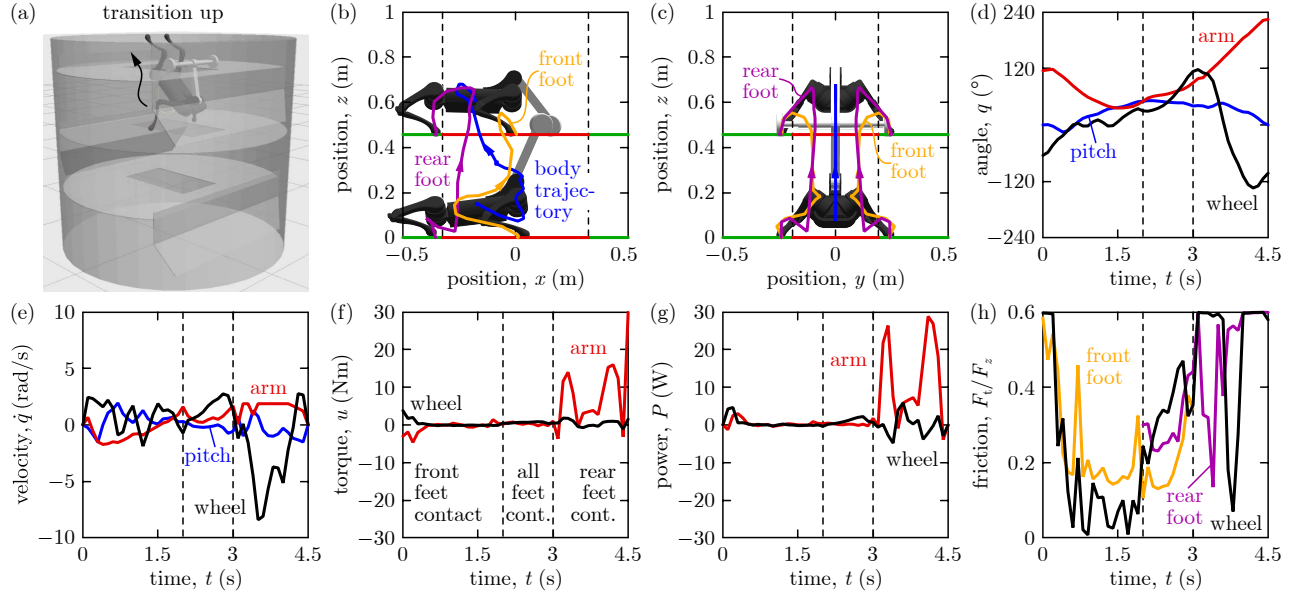 (a)
transition up
(b)
1
0.8
0.6
0.4
0.2
0
position, z (m)
front
foot
rear
foot
body
trajec-
tory
−0.5
0
0.5
position, x (m)
(c)
1
0.8
0.6
0.4
0.2
0
position, z (m)
rear
foot
front
foot
−0.5
0
0.5
position, y (m)
(d)
240
120
0
−120
−240
angle, q (°)
arm
pitch
wheel
0
1.5
3
4.5
time, t (s)
(e)
10
5
0
−5
−10
velocity, q̇ (rad/s)
arm
pitch
wheel
0
1.5
3
4.5
time, t (s)
(f)
30
20
10
0
−10
−20
−30
torque, u (Nm)
arm
wheel
front
feet
contact
all
feet
cont.
rear
feet
cont.
0
1.5
3
4.5
time, t (s)
(g)
30
20
10
0
−10
−20
−30
power, P (W)
arm
wheel
0
1.5
3
4.5
time, t (s)
(h)
0.6
0.4
0.2
0
friction, Ft/Fz
front
foot
rear
foot
wheel
0
1.5
3
4.5
time, t (s)